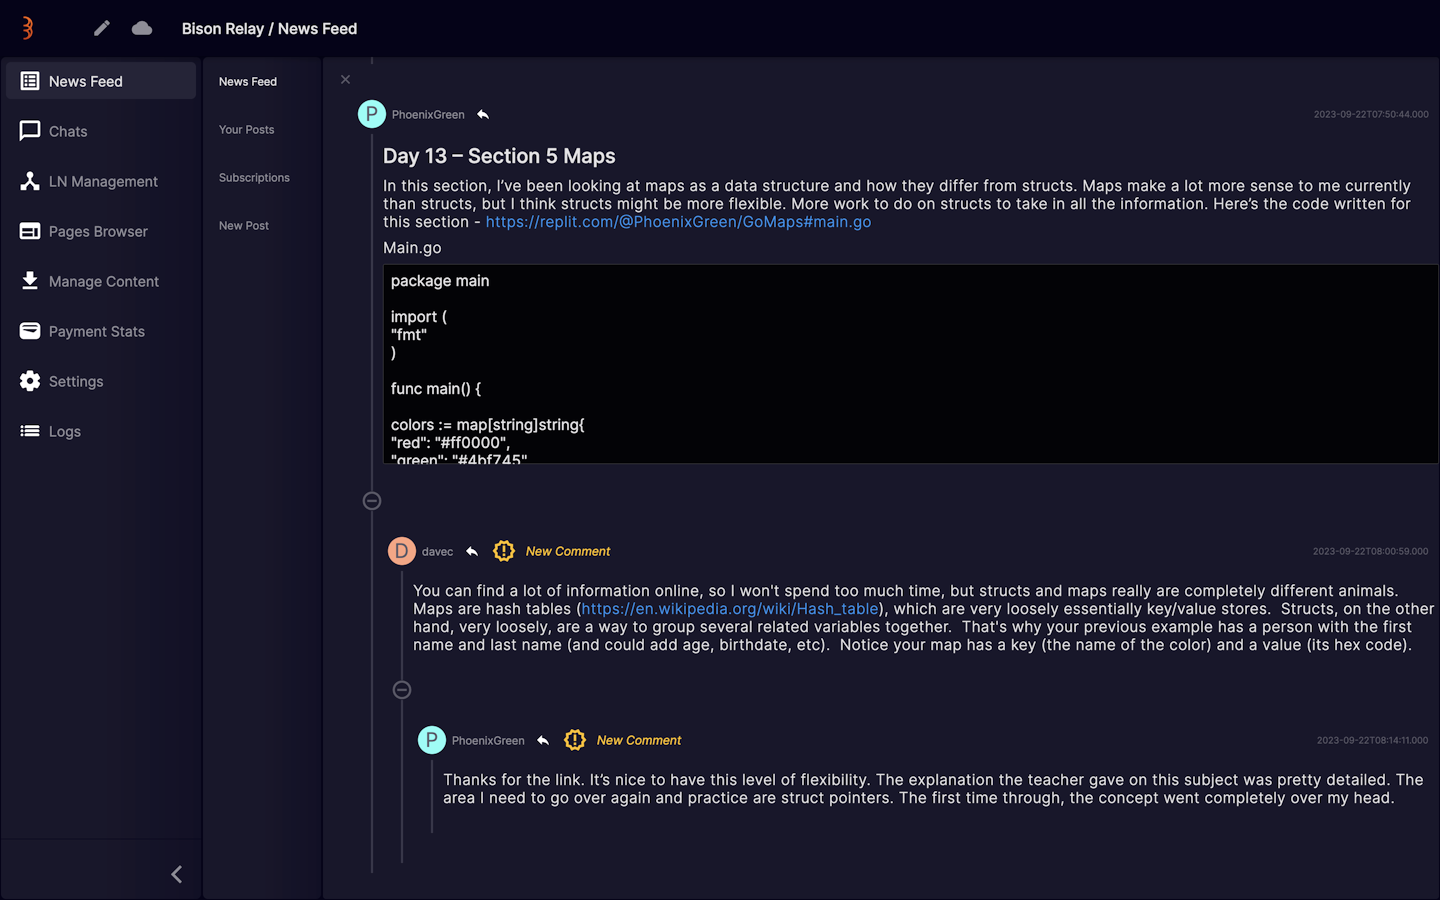 Bison Relay / News Feed
News Feed
Chats
LN Management
Pages Browser
Manage Content
Payment Stats
Settings
Logs
News Feed
Your Posts
Subscriptions
New Post
P PhoenixGreen 2023-09-22T07:50:44.000
Day 13 – Section 5 Maps
In this section, I’ve been looking at maps as a data structure and how they differ from structs. Maps make a lot more sense to me currently
than structs, but I think structs might be more flexible. More work to do on structs to take in all the information. Here’s the code written for
this section - https://replit.com/@PhoenixGreen/GoMaps#main.go
Main.go
package main
import (
"fmt"
)
func main() {
colors := map[string]string{
"red": "#ff0000",
"green": "#4bf745"
D davec New Comment 2023-09-22T08:00:59.000
You can find a lot of information online, so I won't spend too much time, but structs and maps really are completely different animals.
Maps are hash tables (https://en.wikipedia.org/wiki/Hash_table), which are very loosely essentially key/value stores.  Structs, on the other
hand, very loosely, are a way to group several related variables together.  That's why your previous example has a person with the first
name and last name (and could add age, birthdate, etc).  Notice your map has a key (the name of the color) and a value (its hex code).
P PhoenixGreen New Comment 2023-09-22T08:14:11.000
Thanks for the link. It’s nice to have this level of flexibility. The explanation the teacher gave on this subject was pretty detailed. The
area I need to go over again and practice are struct pointers. The first time through, the concept went completely over my head.